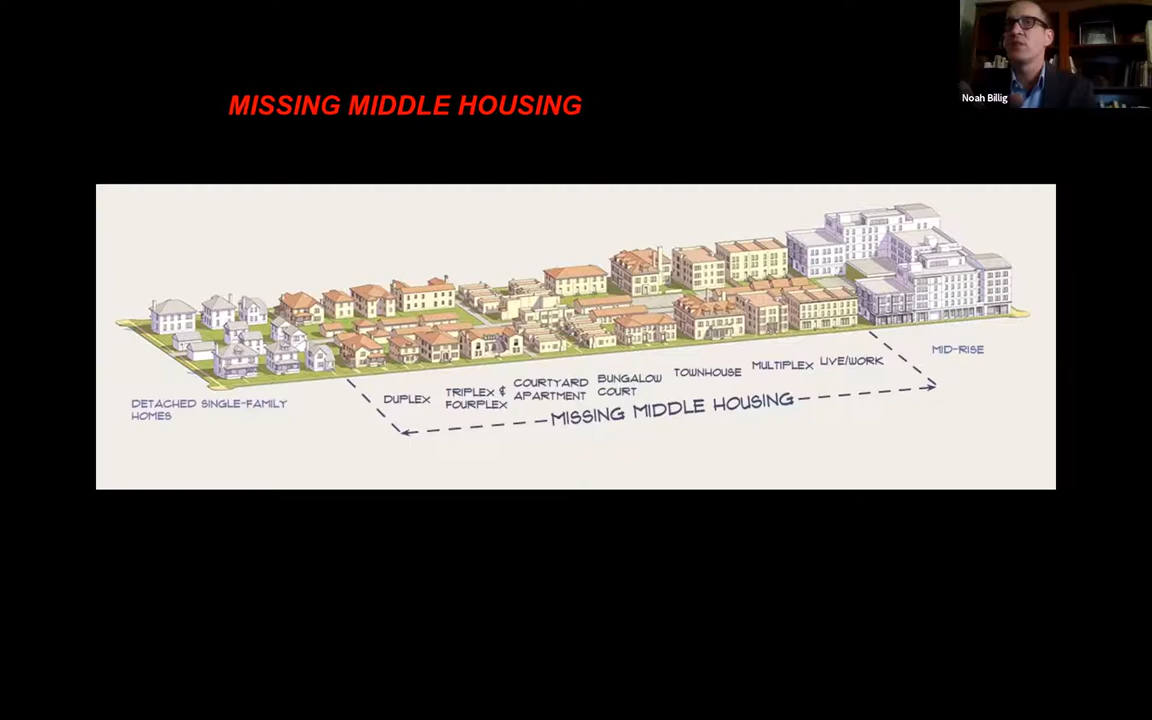 Noah Billig
MISSING MIDDLE HOUSING
DETACHED SINGLE-FAMILY
HOMES
DUPLEX
TRIPLEX &
FOURPLEX
COURTYARD
APARTMENT
BUNGALOW
COURT
TOWNHOUSE
MULTIPLEX
LIVE/WORK
MID-RISE
MISSING MIDDLE HOUSING